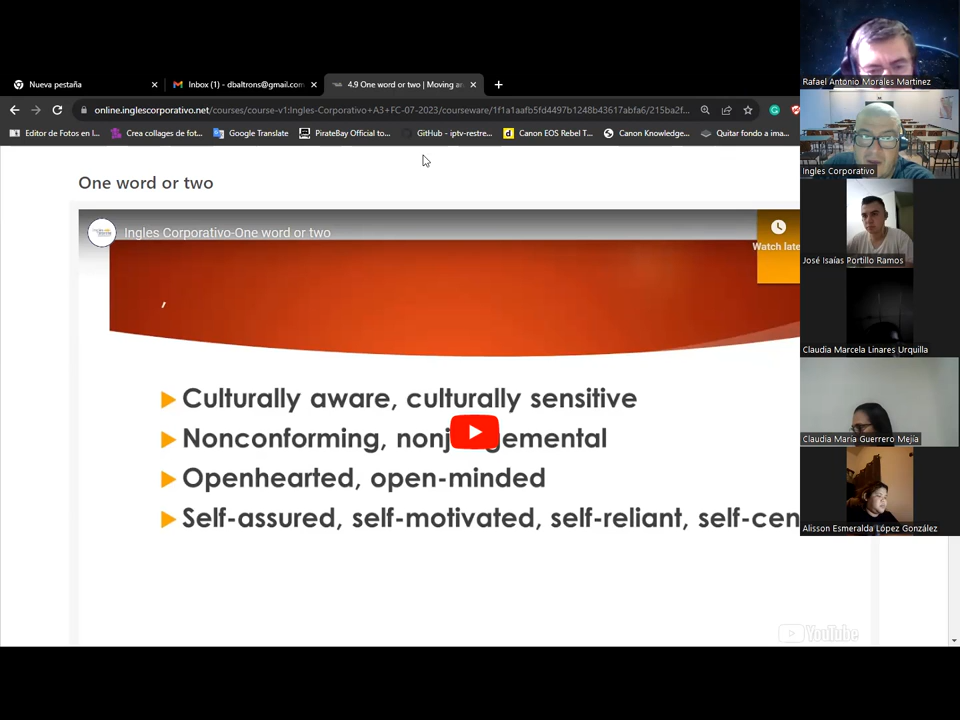 Nueva pestaña
Inbox (1) - dbaltrons@gmail.com
4.9 One word or two | Moving a
online.inglescorporativo.net/courses/course-v1:Ingles-Corporativo+A3+FC-07-2023/courseware/1f1a1aafb5fd4497b1248b43617abfa6/215ba2f...
Editor de Fotos en l...
Crea collages de fot...
Google Translate
PirateBay Official to...
GitHub - iptv-restre...
Canon EOS Rebel T...
Canon Knowledge...
Quitar fondo a ima...
One word or two
Ingles Corporativo-One word or two
Watch late
,
Culturally aware, culturally sensitive
Nonconforming, nonj gemental
Openhearted, open-minded
Self-assured, self-motivated, self-reliant, self-cen
YouTube
Rafael Antonio Morales Martinez
Ingles Corporativo
José Isaías Portillo Ramos
Claudia Marcela Linares Urquilla
Claudia María Guerrero Mejía
Alisson Esmeralda López González